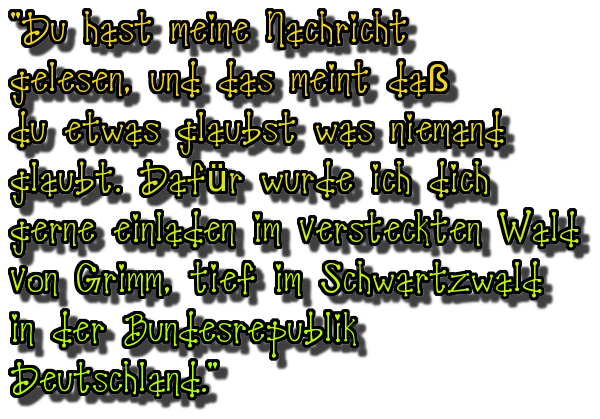 "Du hast meine Nachricht
gelesen, und das meint daß
du etwas glaubst was niemand
glaubt. Dafür wurde ich dich
gerne einladen im versteckten Wald
von Grimm, tief im Schwartzwald
in der Bundesrepublik
Deutschland."